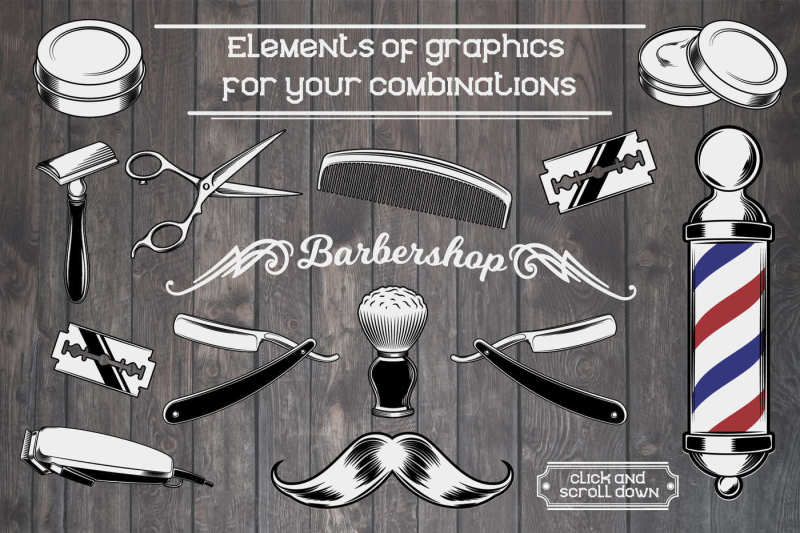 Elements of graphics
for your combinations
Barbershop
click and
scroll down